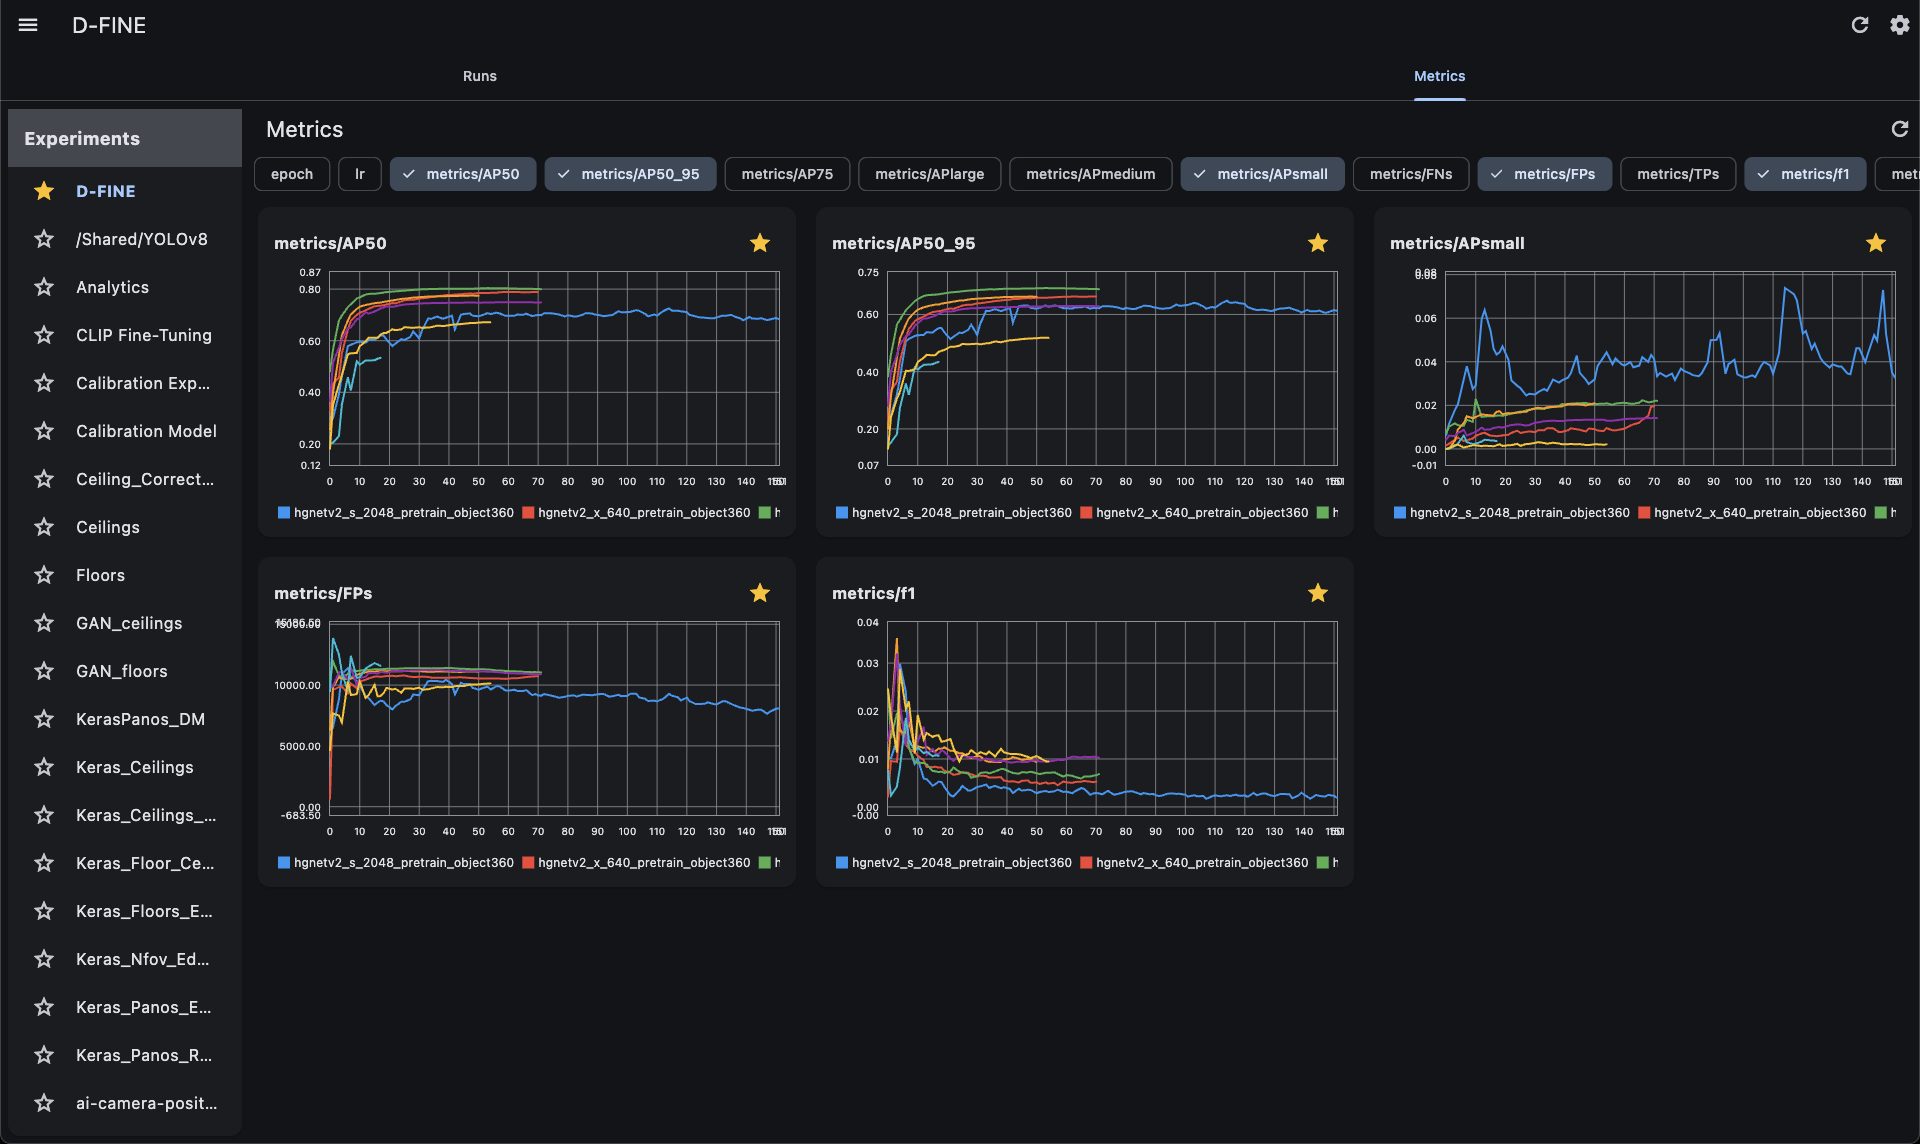 D-FINE
Runs
Metrics
Experiments
D-FINE
/Shared/YOLOv8
Analytics
CLIP Fine-Tuning
Calibration Exp...
Calibration Model
Ceiling_Correct...
Ceilings
Floors
GAN_ceilings
GAN_floors
KerasPanos_DM
Keras_Ceilings
Keras_Ceilings_...
Keras_Floor_Ce...
Keras_Floors_E...
Keras_Nfov_Ed...
Keras_Panos_E...
Keras_Panos_R...
ai-camera-posit...
Metrics
epoch lr metrics/AP50 metrics/AP50_95 metrics/AP75 metrics/APlarge metrics/APmedium metrics/APsmall metrics/FNs metrics/FPs metrics/TPs metrics/f1 met
metrics/AP50
0.87
0.80
0.60
0.40
0.20
0.12
0 10 20 30 40 50 60 70 80 90 100 110 120 130 140
hgnetv2_s_2048_pretrain_object360 hgnetv2_x_640_pretrain_object360 h
metrics/AP50_95
0.75
0.60
0.40
0.20
0.07
0 10 20 30 40 50 60 70 80 90 100 110 120 130 140
hgnetv2_s_2048_pretrain_object360 hgnetv2_x_640_pretrain_object360 h
metrics/APsmall
0.06
0.04
0.02
0.00
-0.01
0 10 20 30 40 50 60 70 80 90 100 110 120 130 140
hgnetv2_s_2048_pretrain_object360 hgnetv2_x_640_pretrain_object360 h
metrics/FPs
10000.00
5000.00
0.00
-683.50
0 10 20 30 40 50 60 70 80 90 100 110 120 130 140
hgnetv2_s_2048_pretrain_object360 hgnetv2_x_640_pretrain_object360 h
metrics/f1
0.04
0.03
0.02
0.01
0.00
-0.00
0 10 20 30 40 50 60 70 80 90 100 110 120 130 140
hgnetv2_s_2048_pretrain_object360 hgnetv2_x_640_pretrain_object360 h